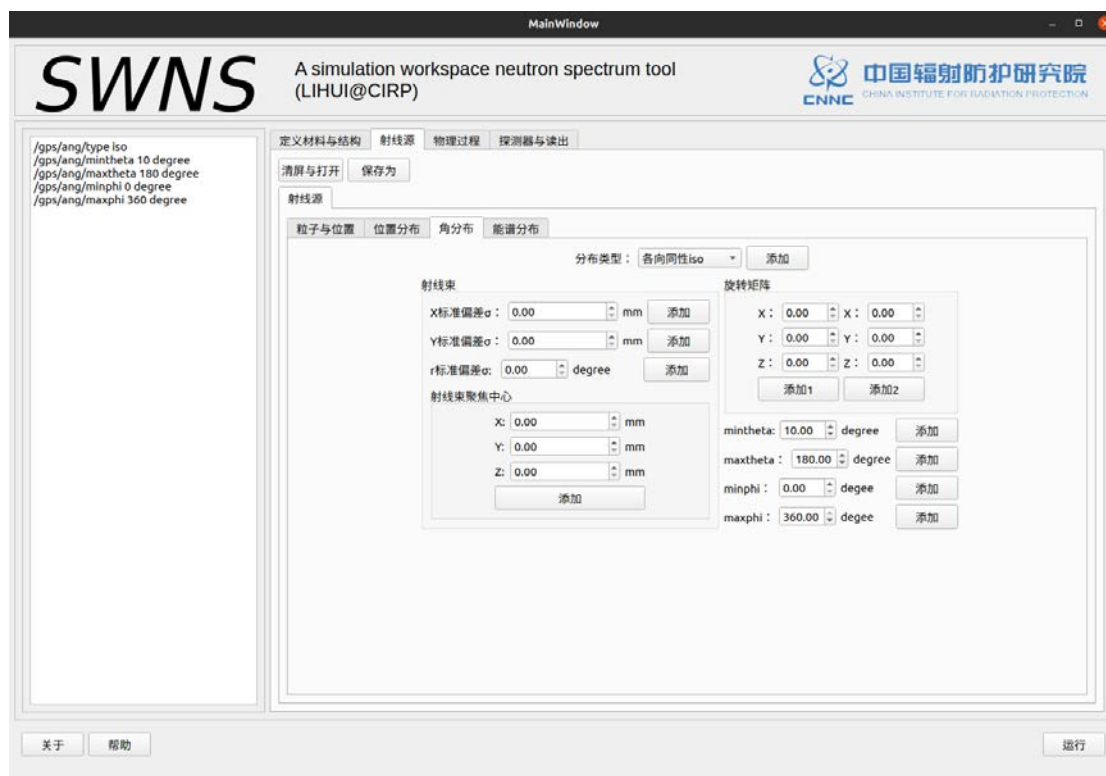 MainWindow
SWNS
A simulation workspace neutron spectrum tool
(LIHUI@CIRP)
CNNC
中国辐射防护研究院
CHINA INSTITUTE FOR RADIATION PROTECTION
/gps/ang/type iso
/gps/ang/mintheta 10 degree
/gps/ang/maxtheta 180 degree
/gps/ang/minphi 0 degree
/gps/ang/maxphi 360 degree
定义材料与结构 射线源 物理过程 探测器与读出
清屏与打开 保存为
射线源
粒子与位置 位置分布 角分布 能谱分布
分布类型： 各向同性iso 添加
射线束
X标准偏差σ： 0.00 mm 添加
Y标准偏差σ： 0.00 mm 添加
r标准偏差σ: 0.00 degree 添加
射线束聚焦中心
X: 0.00 mm
Y: 0.00 mm
Z: 0.00 mm
添加
旋转矩阵
X： 0.00 X： 0.00
Y： 0.00 Y： 0.00
Z： 0.00 Z： 0.00
添加1 添加2
mintheta: 10.00 degree 添加
maxtheta： 180.00 degree 添加
minphi： 0.00 degee 添加
maxphi： 360.00 degee 添加
关于 帮助 运行